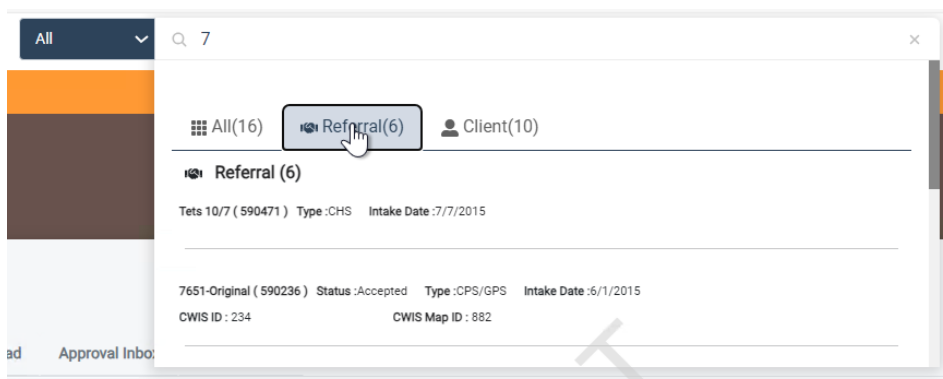 All
7
All(16)
Referral(6)
Client(10)
Referral (6)
Tets 10/7 ( 590471 ) Type :CHS Intake Date :7/7/2015
7651-Original ( 590236 ) Status :Accepted Type :CPS/GPS Intake Date :6/1/2015
CWIS ID : 234 CWIS Map ID : 882
ad Approval Inbo
T